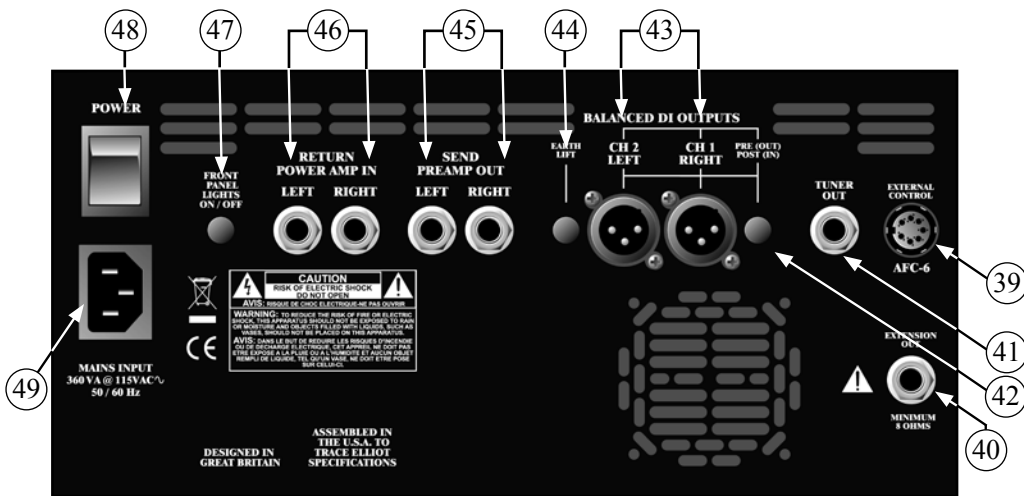 48
47
46
45
44
43
POWER
BALANCED DI OUTPUTS
FRONT
PANEL
LIGHTS
ON / OFF
RETURN
POWER AMP IN
LEFT RIGHT
SEND
PREAMP OUT
LEFT RIGHT
EARTH
LIFT
CH 2
LEFT
CH 1
RIGHT
PRE (OUT)
POST (IN)
TUNER
OUT
EXTERNAL
CONTROL
AFC-6
39
CAUTION
RISK OF ELECTRIC SHOCK
DO NOT OPEN
AVIS: RISQUE DE CHOC ELECTRIQUE-NE PAS OUVRIR
WARNING: TO REDUCE THE RISK OF FIRE OR ELECTRIC
SHOCK, THIS APPARATUS SHOULD NOT BE EXPOSED TO RAIN
OR MOISTURE AND OBJECTS FILLED WITH LIQUIDS, SUCH AS
VASES, SHOULD NOT BE PLACED ON THIS APPARATUS.
AVIS: DANS LE BUT DE REDUIRE LES RISQUES D'INCENDIE
OU DE DECHARGE ELECTRIQUE, CET APPREIL NE DOIT PAS
ETRE EXPOSE A LA PLUIE OU A L'HUMIDITE ET AUCUN OBJET
REMPLI DE LIQUIDE, TEL QU'UN VASE, NE DOIT ETRE POSE
SUR CELUI-CI.
CE
41
EXTENSION
OUT
42
49
MAINS INPUT
360 VA @ 115VAC∿
50 / 60 Hz
MINIMUM
8 OHMS
40
DESIGNED IN
GREAT BRITAIN
ASSEMBLED IN
THE U.S.A. TO
TRACE ELLIOT
SPECIFICATIONS